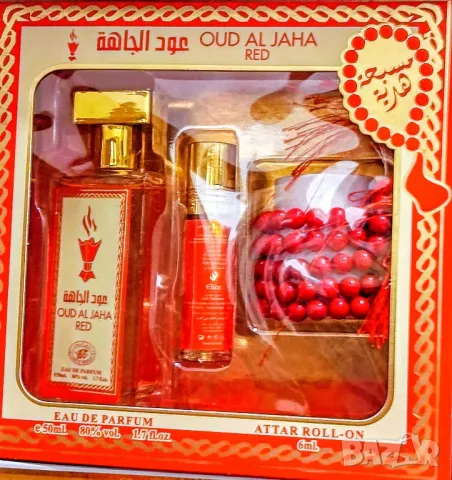 عود الجاهة OUD AL JAHA
RED
مسبحة
هدية
عود الجاهة
OUD AL JAHA
RED
EAU DE PARFUM
EAU DE PARFUM
e 50ml. 80% vol. 1.7 fl.oz.
ATTAR ROLL-ON
6ml.
BAZAR